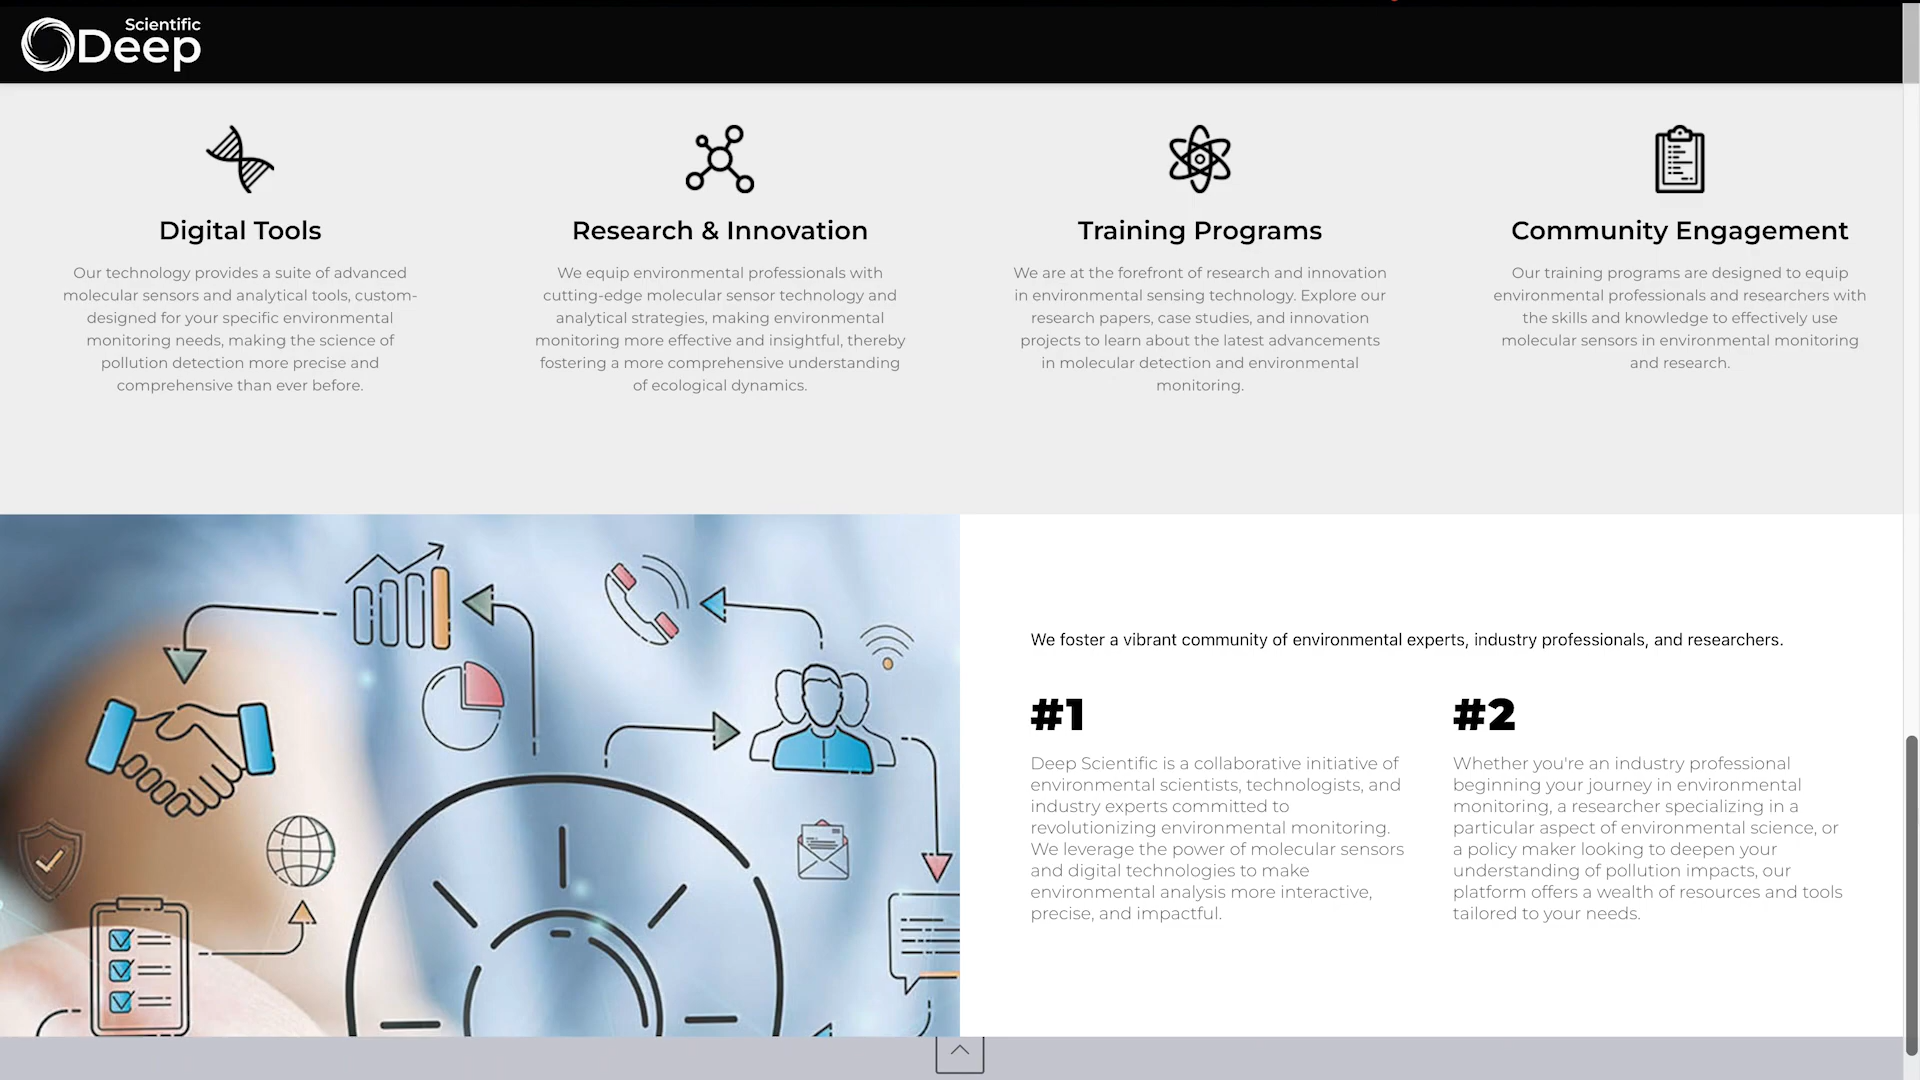 Scientific
Deep
Digital Tools
Our technology provides a suite of advanced
molecular sensors and analytical tools, custom-
designed for your specific environmental
monitoring needs, making the science of
pollution detection more precise and
comprehensive than ever before.
Research & Innovation
We equip environmental professionals with
cutting-edge molecular sensor technology and
analytical strategies, making environmental
monitoring more effective and insightful, thereby
fostering a more comprehensive understanding
of ecological dynamics.
Training Programs
We are at the forefront of research and innovation
in environmental sensing technology. Explore our
research papers, case studies, and innovation
projects to learn about the latest advancements
in molecular detection and environmental
monitoring.
Community Engagement
Our training programs are designed to equip
environmental professionals and researchers with
the skills and knowledge to effectively use
molecular sensors in environmental monitoring
and research.
We foster a vibrant community of environmental experts, industry professionals, and researchers.
#1
Deep Scientific is a collaborative initiative of
environmental scientists, technologists, and
industry experts committed to
revolutionizing environmental monitoring.
We leverage the power of molecular sensors
and digital technologies to make
environmental analysis more interactive,
precise, and impactful.
#2
Whether you're an industry professional
beginning your journey in environmental
monitoring, a researcher specializing in a
particular aspect of environmental science, or
a policy maker looking to deepen your
understanding of pollution impacts, our
platform offers a wealth of resources and tools
tailored to your needs.